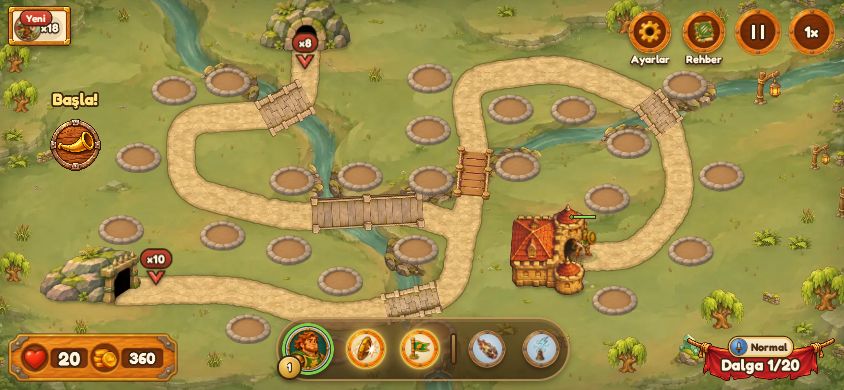 Yeni
x18
x8
Ayarlar
Rehber
1x
Başla!
x10
20
360
1
Normal
Dalga 1/20